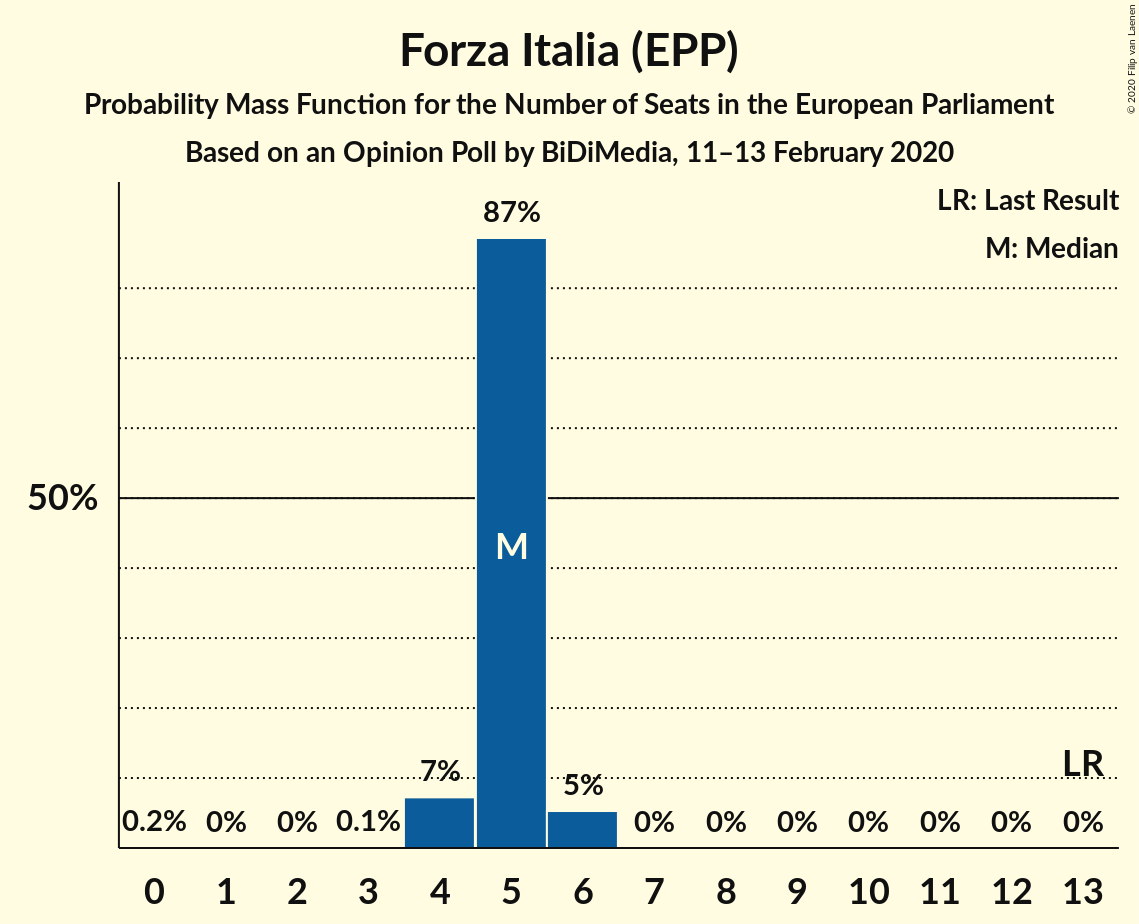 Forza Italia (EPP)
Probability Mass Function for the Number of Seats in the European Parliament
Based on an Opinion Poll by BiDiMedia, 11–13 February 2020
© 2020 Filip van Laenen
LR: Last Result
M: Median
87%
50%
M
LR
7%
5%
0.2% 0% 0% 0.1% 0% 0% 0% 0% 0% 0% 0%
0 1 2 3 4 5 6 7 8 9 10 11 12 13